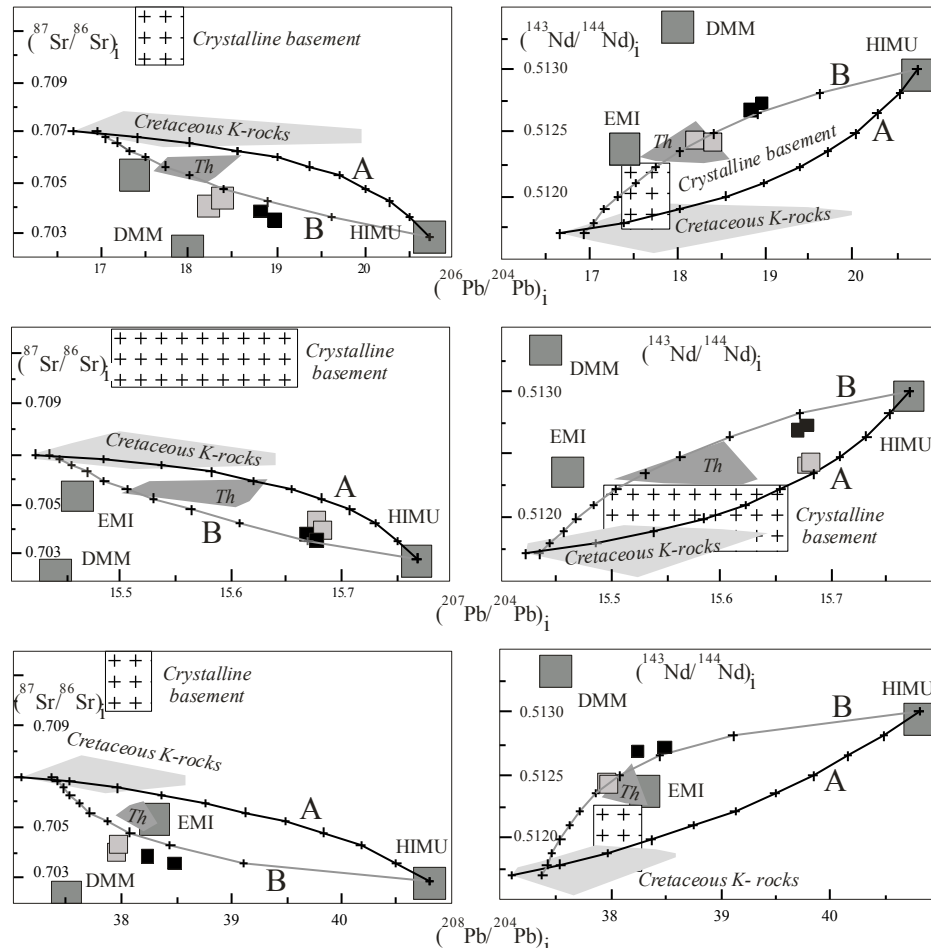 (⁸⁷Sr/⁸⁶Sr)ᵢ
Crystalline basement
0.709
Cretaceous K-rocks
0.707
Th
A
0.705
B
HIMU
0.703
DMM
17 18 19 20
(¹⁴³Nd/¹⁴⁴Nd)ᵢ
DMM
HIMU
0.5130
B
EMI
A
0.5125
Th
Crystalline basement
0.5120
Cretaceous K-rocks
17 18 19 20
(²⁰⁶Pb/²⁰⁴Pb)ᵢ
(⁸⁷Sr/⁸⁶Sr)ᵢ
Crystalline
basement
0.709
Cretaceous K-rocks
A
Th
0.705
EMI
B
HIMU
0.703
DMM
15.5 15.6 15.7
(¹⁴³Nd/¹⁴⁴Nd)ᵢ
DMM
0.5130
B
HIMU
EMI
Th
A
0.5120
Crystalline
basement
Cretaceous K-rocks
15.5 15.6 15.7
(²⁰⁷Pb/²⁰⁴Pb)ᵢ
Crystalline
basement
(⁸⁷Sr/⁸⁶Sr)ᵢ
0.709
Cretaceous K-rocks
A
Th
EMI
0.705
HIMU
0.703
DMM
B
38 39 40
(¹⁴³Nd/¹⁴⁴Nd)ᵢ
DMM
HIMU
0.5130
B
0.5125
Th
EMI
A
0.5120
Cretaceous K- rocks
38 39 40
(²⁰⁸Pb/²⁰⁴Pb)ᵢ